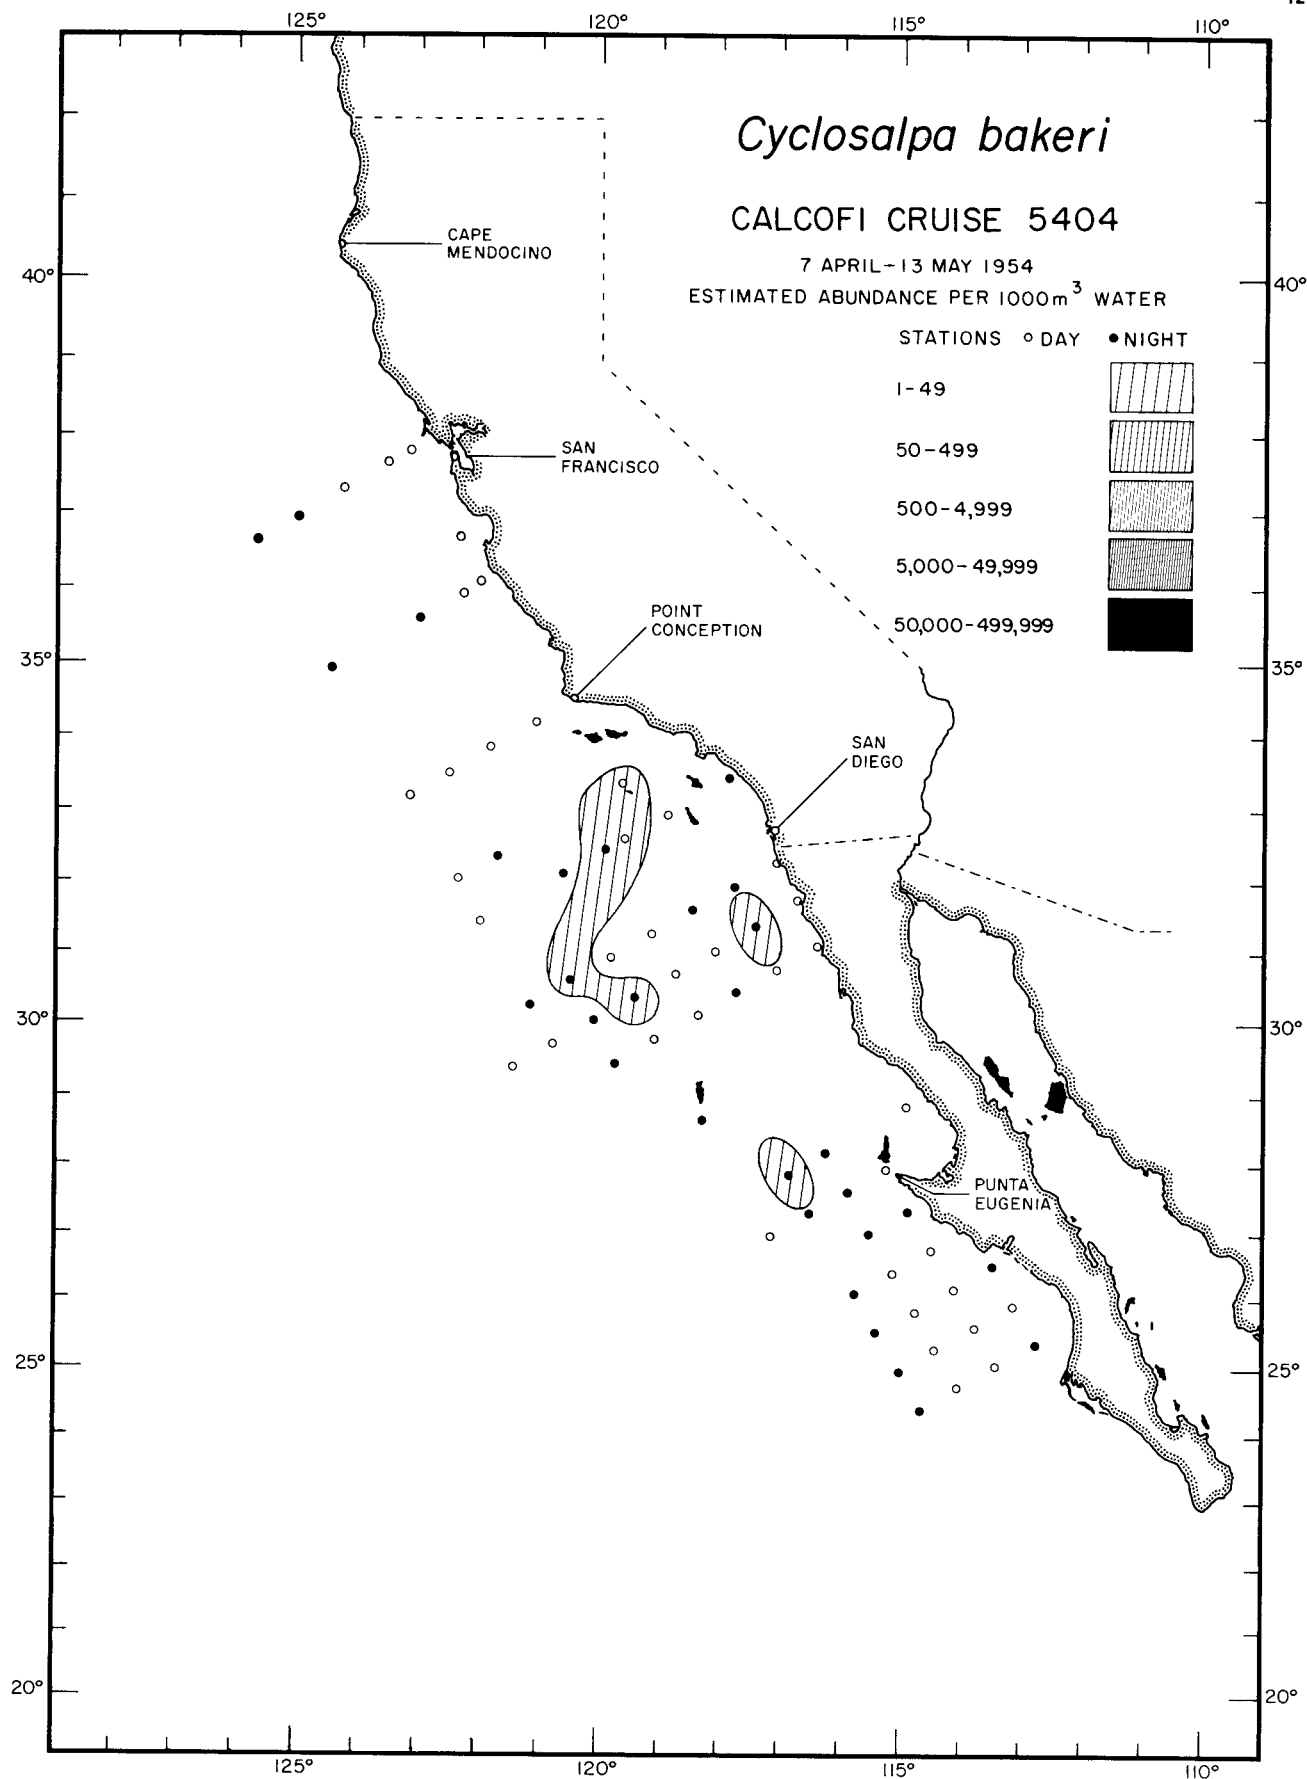 125° 120° 115° 110°
Cyclosalpa bakeri
CALCOFI CRUISE 5404
7 APRIL-13 MAY 1954
ESTIMATED ABUNDANCE PER 1000m³ WATER
STATIONS ○ DAY ● NIGHT
1-49
50-499
500-4,999
5,000-49,999
50,000-499,999
CAPE
MENDOCINO
40° 40°
SAN
FRANCISCO
POINT
CONCEPTION
35° 35°
SAN
DIEGO
30° 30°
PUNTA
EUGENIA
25° 25°
20° 20°
125° 120° 115° 110°